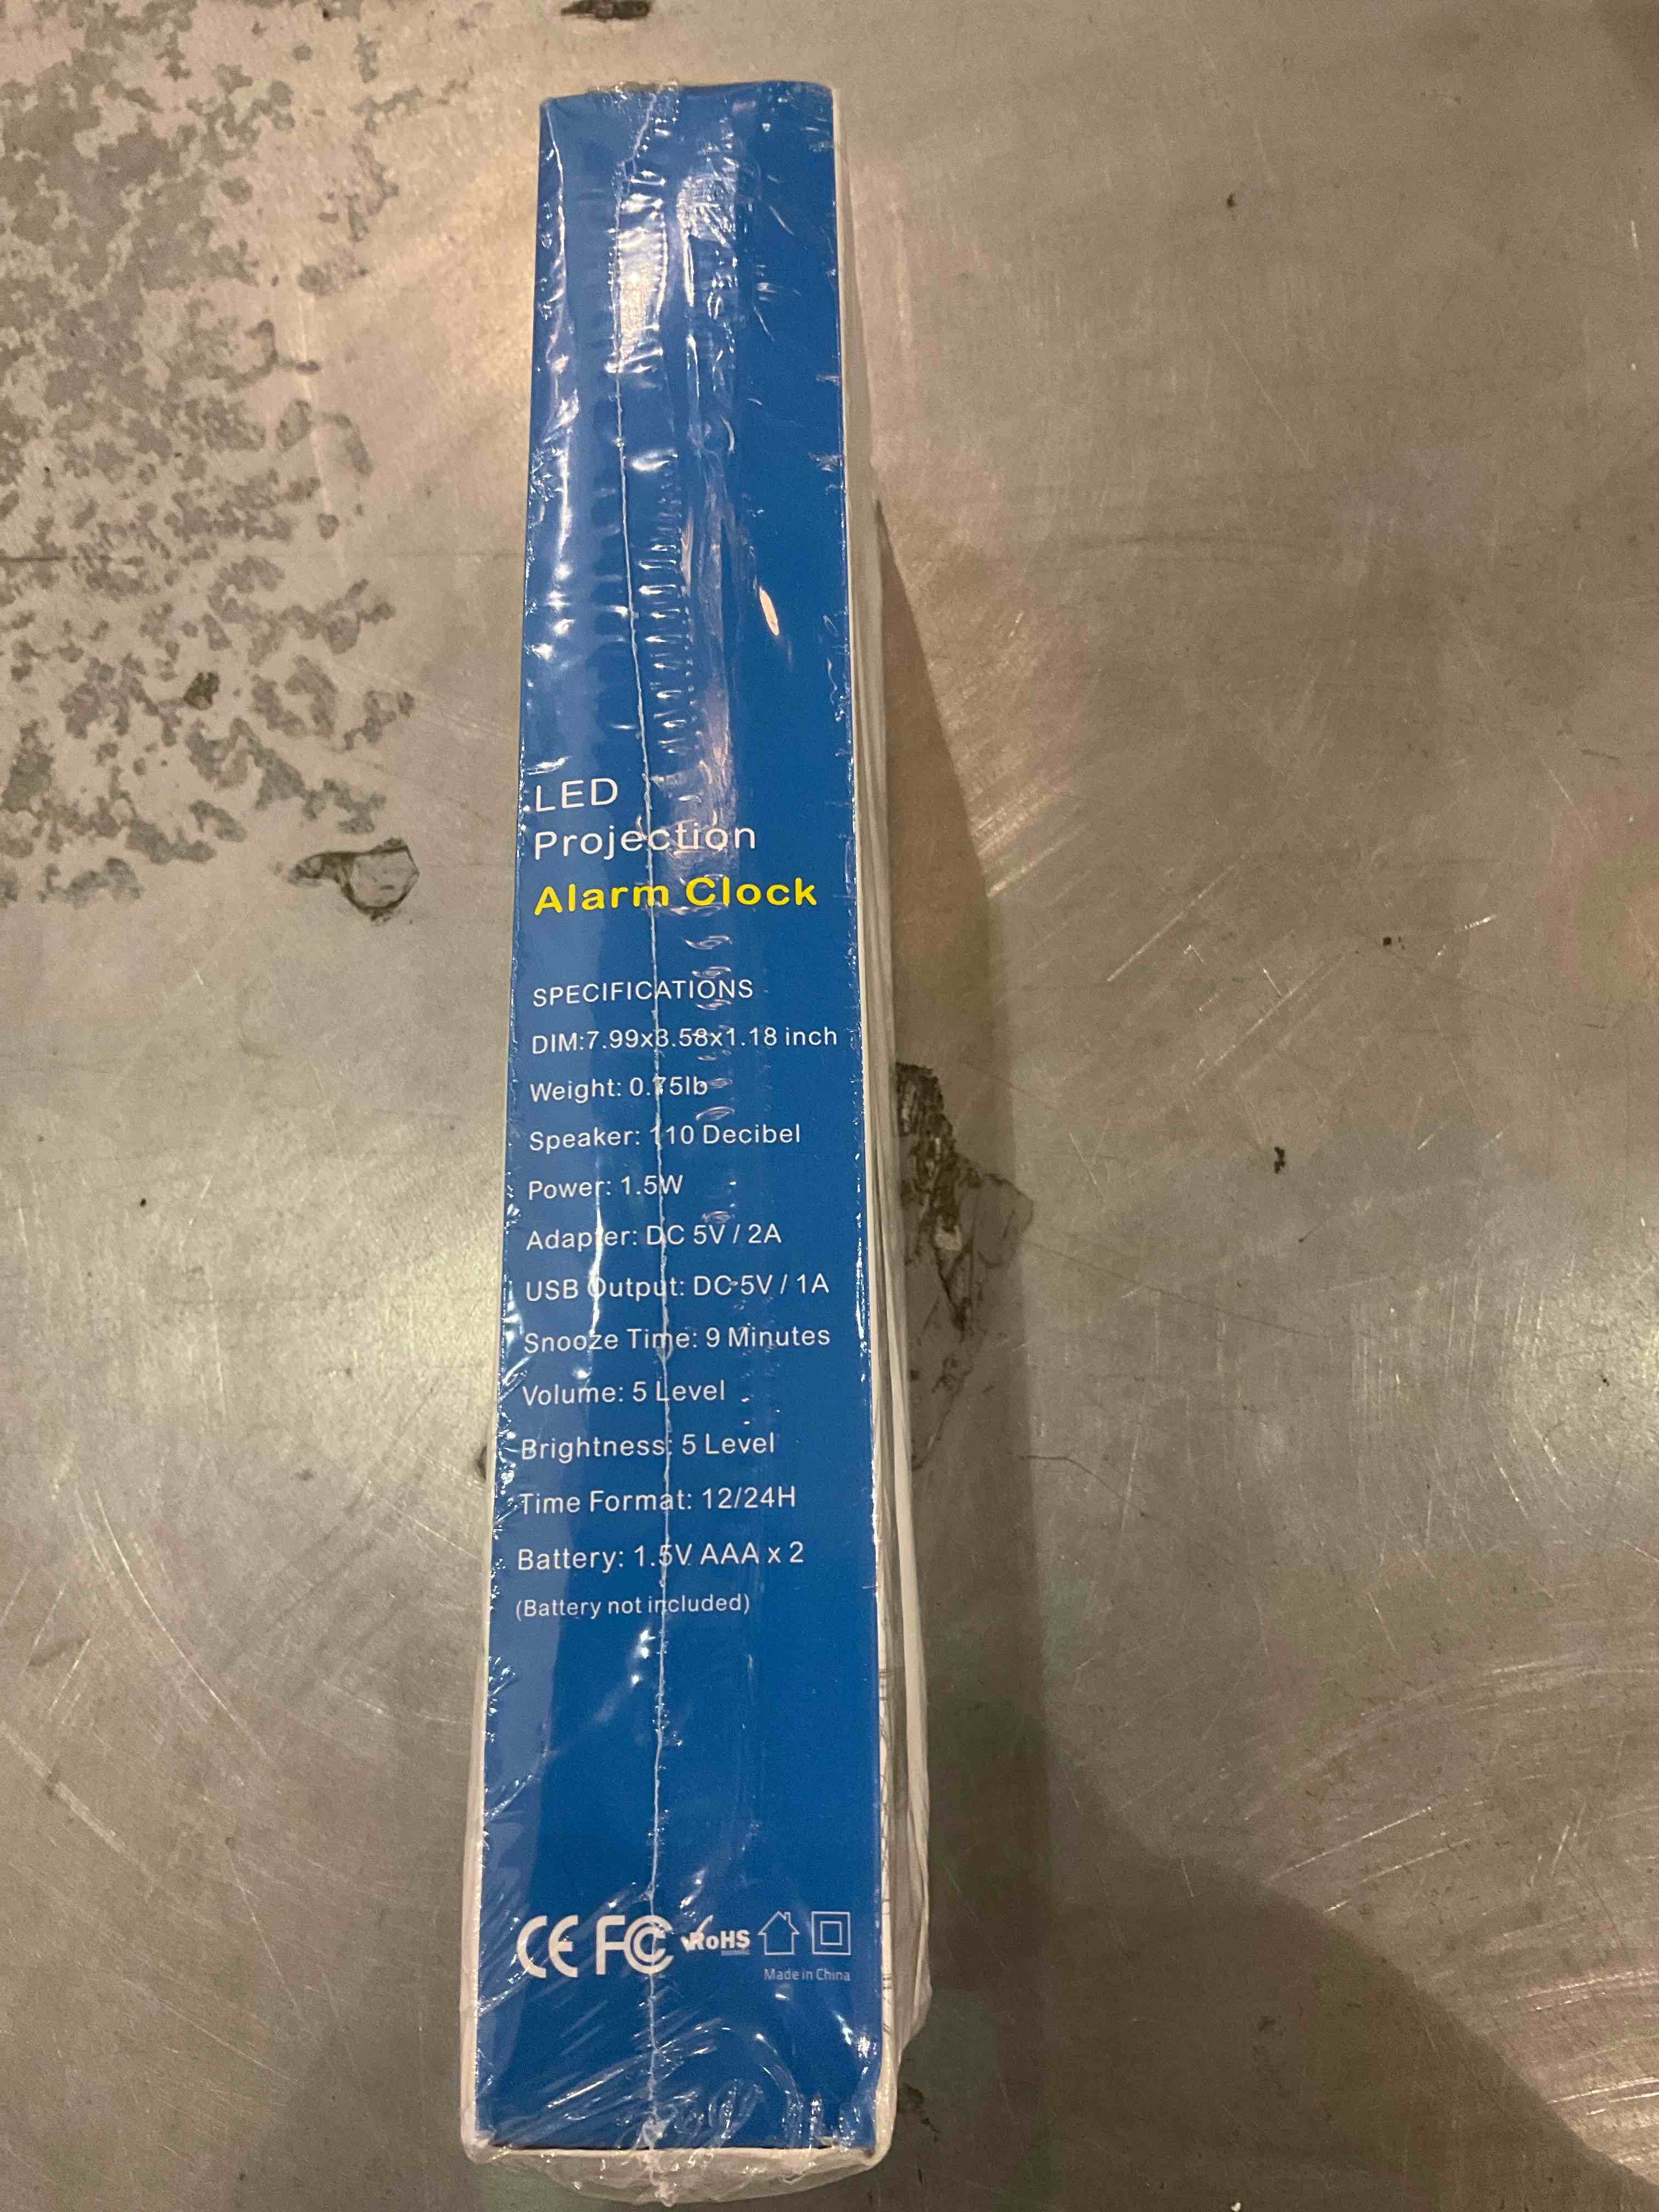 LED
Projection
Alarm Clock
SPECIFICATIONS
DIM:7.99x3.58x1.18 inch
Weight: 0.75lb
Speaker: 110 Decibel
Power: 1.5W
Adapter: DC 5V / 2A
USB Output: DC 5V / 1A
Snooze Time: 9 Minutes
Volume: 5 Level
Brightness: 5 Level
Time Format: 12/24H
Battery: 1.5V AAA x 2
(Battery not included)
CE FC RoHS
Made in China